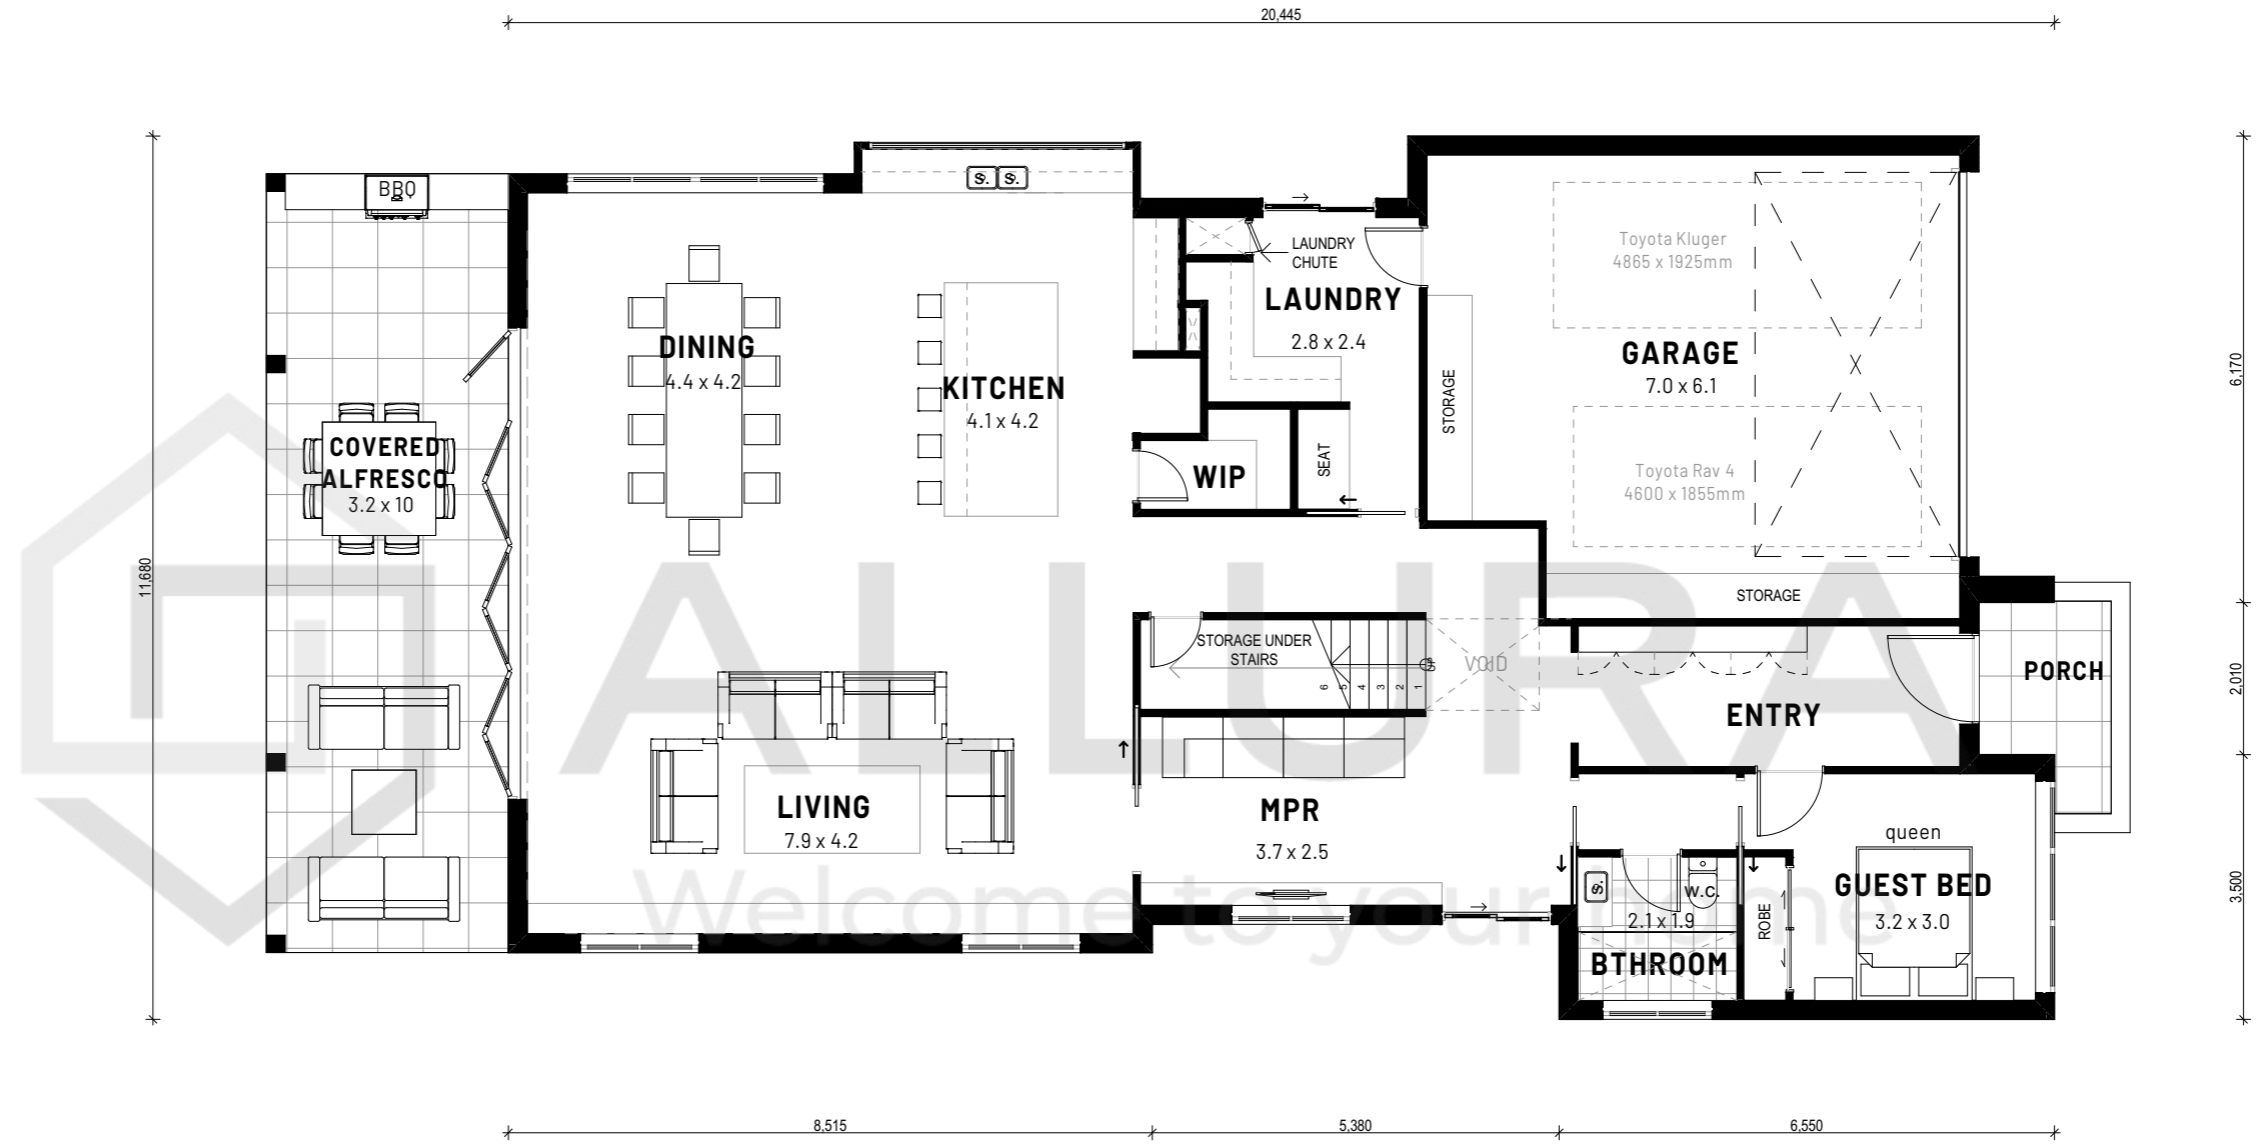 20,445
BBQ
S.
S.
LAUNDRY
CHUTE
LAUNDRY
2.8 x 2.4
Toyota Kluger
4865 x 1925mm
GARAGE
7.0 x 6.1
6,170
DINING
4.4 x 4.2
KITCHEN
4.1 x 4.2
STORAGE
COVERED
ALFRESCO
3.2 x 10
WIP
SEAT
Toyota Rav 4
4600 x 1855mm
11,680
ALLURA
STORAGE
STORAGE UNDER
STAIRS
6 5 4 3 2 1
VOID
PORCH
2,010
ENTRY
LIVING
7.9 x 4.2
MPR
3.7 x 2.5
queen
GUEST BED
3.2 x 3.0
3,500
S.
W.C.
2.1 x 1.9
BTHROOM
ROBE
Welcome to your home
8,515
5,380
6,550